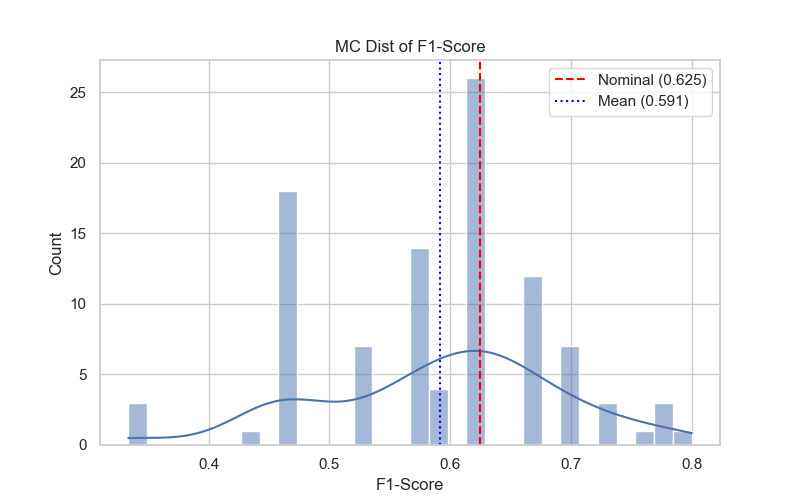 MC Dist of F1-Score
Nominal (0.625)
Mean (0.591)
Count
25
20
15
10
5
0
0.4 0.5 0.6 0.7 0.8
F1-Score